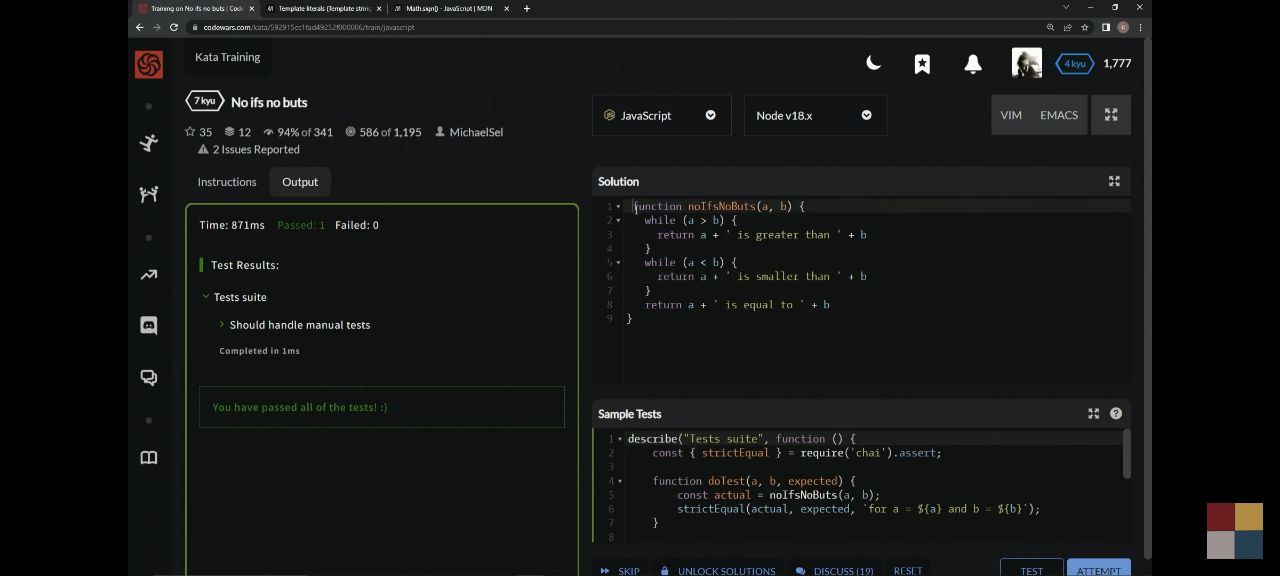 Training on No ifs no buts | Code
Template literals (Template string
Math.sign() - JavaScript | MDN
codewars.com/kata/592915cc1fad49252f000006/train/javascript
Kata Training
4 kyu
1,777
7 kyu
No ifs no buts
35
12
94% of 341
586 of 1,195
MichaelSel
2 Issues Reported
JavaScript
Node v18.x
VIM
EMACS
Instructions
Output
Time: 871ms Passed: 1 Failed: 0
Test Results:
Tests suite
Should handle manual tests
Completed in 1ms
You have passed all of the tests! :)
Solution
1 function noIfsNoButs(a, b) {
2 while (a > b) {
3 return a + ' is greater than ' + b
4 }
5 while (a < b) {
6 return a + ' is smaller than ' + b
7 }
8 return a + ' is equal to ' + b
9 }
Sample Tests
1 describe("Tests suite", function () {
2 const { strictEqual } = require('chai').assert;
3
4 function doTest(a, b, expected) {
5 const actual = noIfsNoButs(a, b);
6 strictEqual(actual, expected, `for a = ${a} and b = ${b}`);
7 }
8
SKIP
UNLOCK SOLUTIONS
DISCUSS (19)
RESET
TEST
ATTEMPT